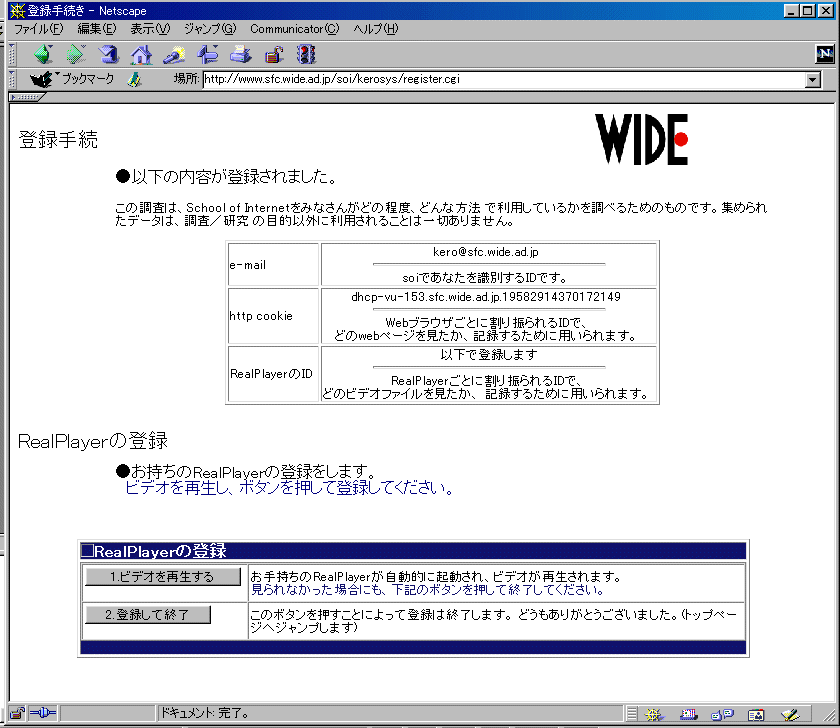 登録手続き - Netscape
ファイル(F) 編集(E) 表示(V) ジャンプ(G) Communicator(C) ヘルプ(H)
ブックマーク 場所: http://www.sfc.wide.ad.jp/soi/kerosys/register.cgi
N
WIDE
登録手続
●以下の内容が登録されました。
この調査は、School of Internetをみなさんがどの程度、どんな方法 で利用しているかを調べるためのものです。集められ
たデータは、調査／研究 の目的以外に利用されることは一切ありません。
e-mail
kero@sfc.wide.ad.jp
soiであなたを識別するIDです。
http cookie
dhcp-vu-153.sfc.wide.ad.jp.19582914370172149
Webブラウザごとに割り振られるIDで、
どのwebページを見たか、記録するために用いられます。
RealPlayerのID
以下で登録します
RealPlayerごとに割り振られるIDで、
どのビデオファイルを見たか、 記録するために用いられます。
RealPlayerの登録
●お持ちのRealPlayerの登録をします。
ビデオを再生し、ボタンを押して登録してください。
□RealPlayerの登録
1.ビデオを再生する
お手持ちのRealPlayerが自動的に起動され、ビデオが再生されます。
見られなかった場合にも、下記のボタンを押して終了してください。
2.登録して終了
このボタンを押すことによって登録は終了します。どうもありがとうございました。(トップペー
ジへジャンプします)
ドキュメント: 完了。